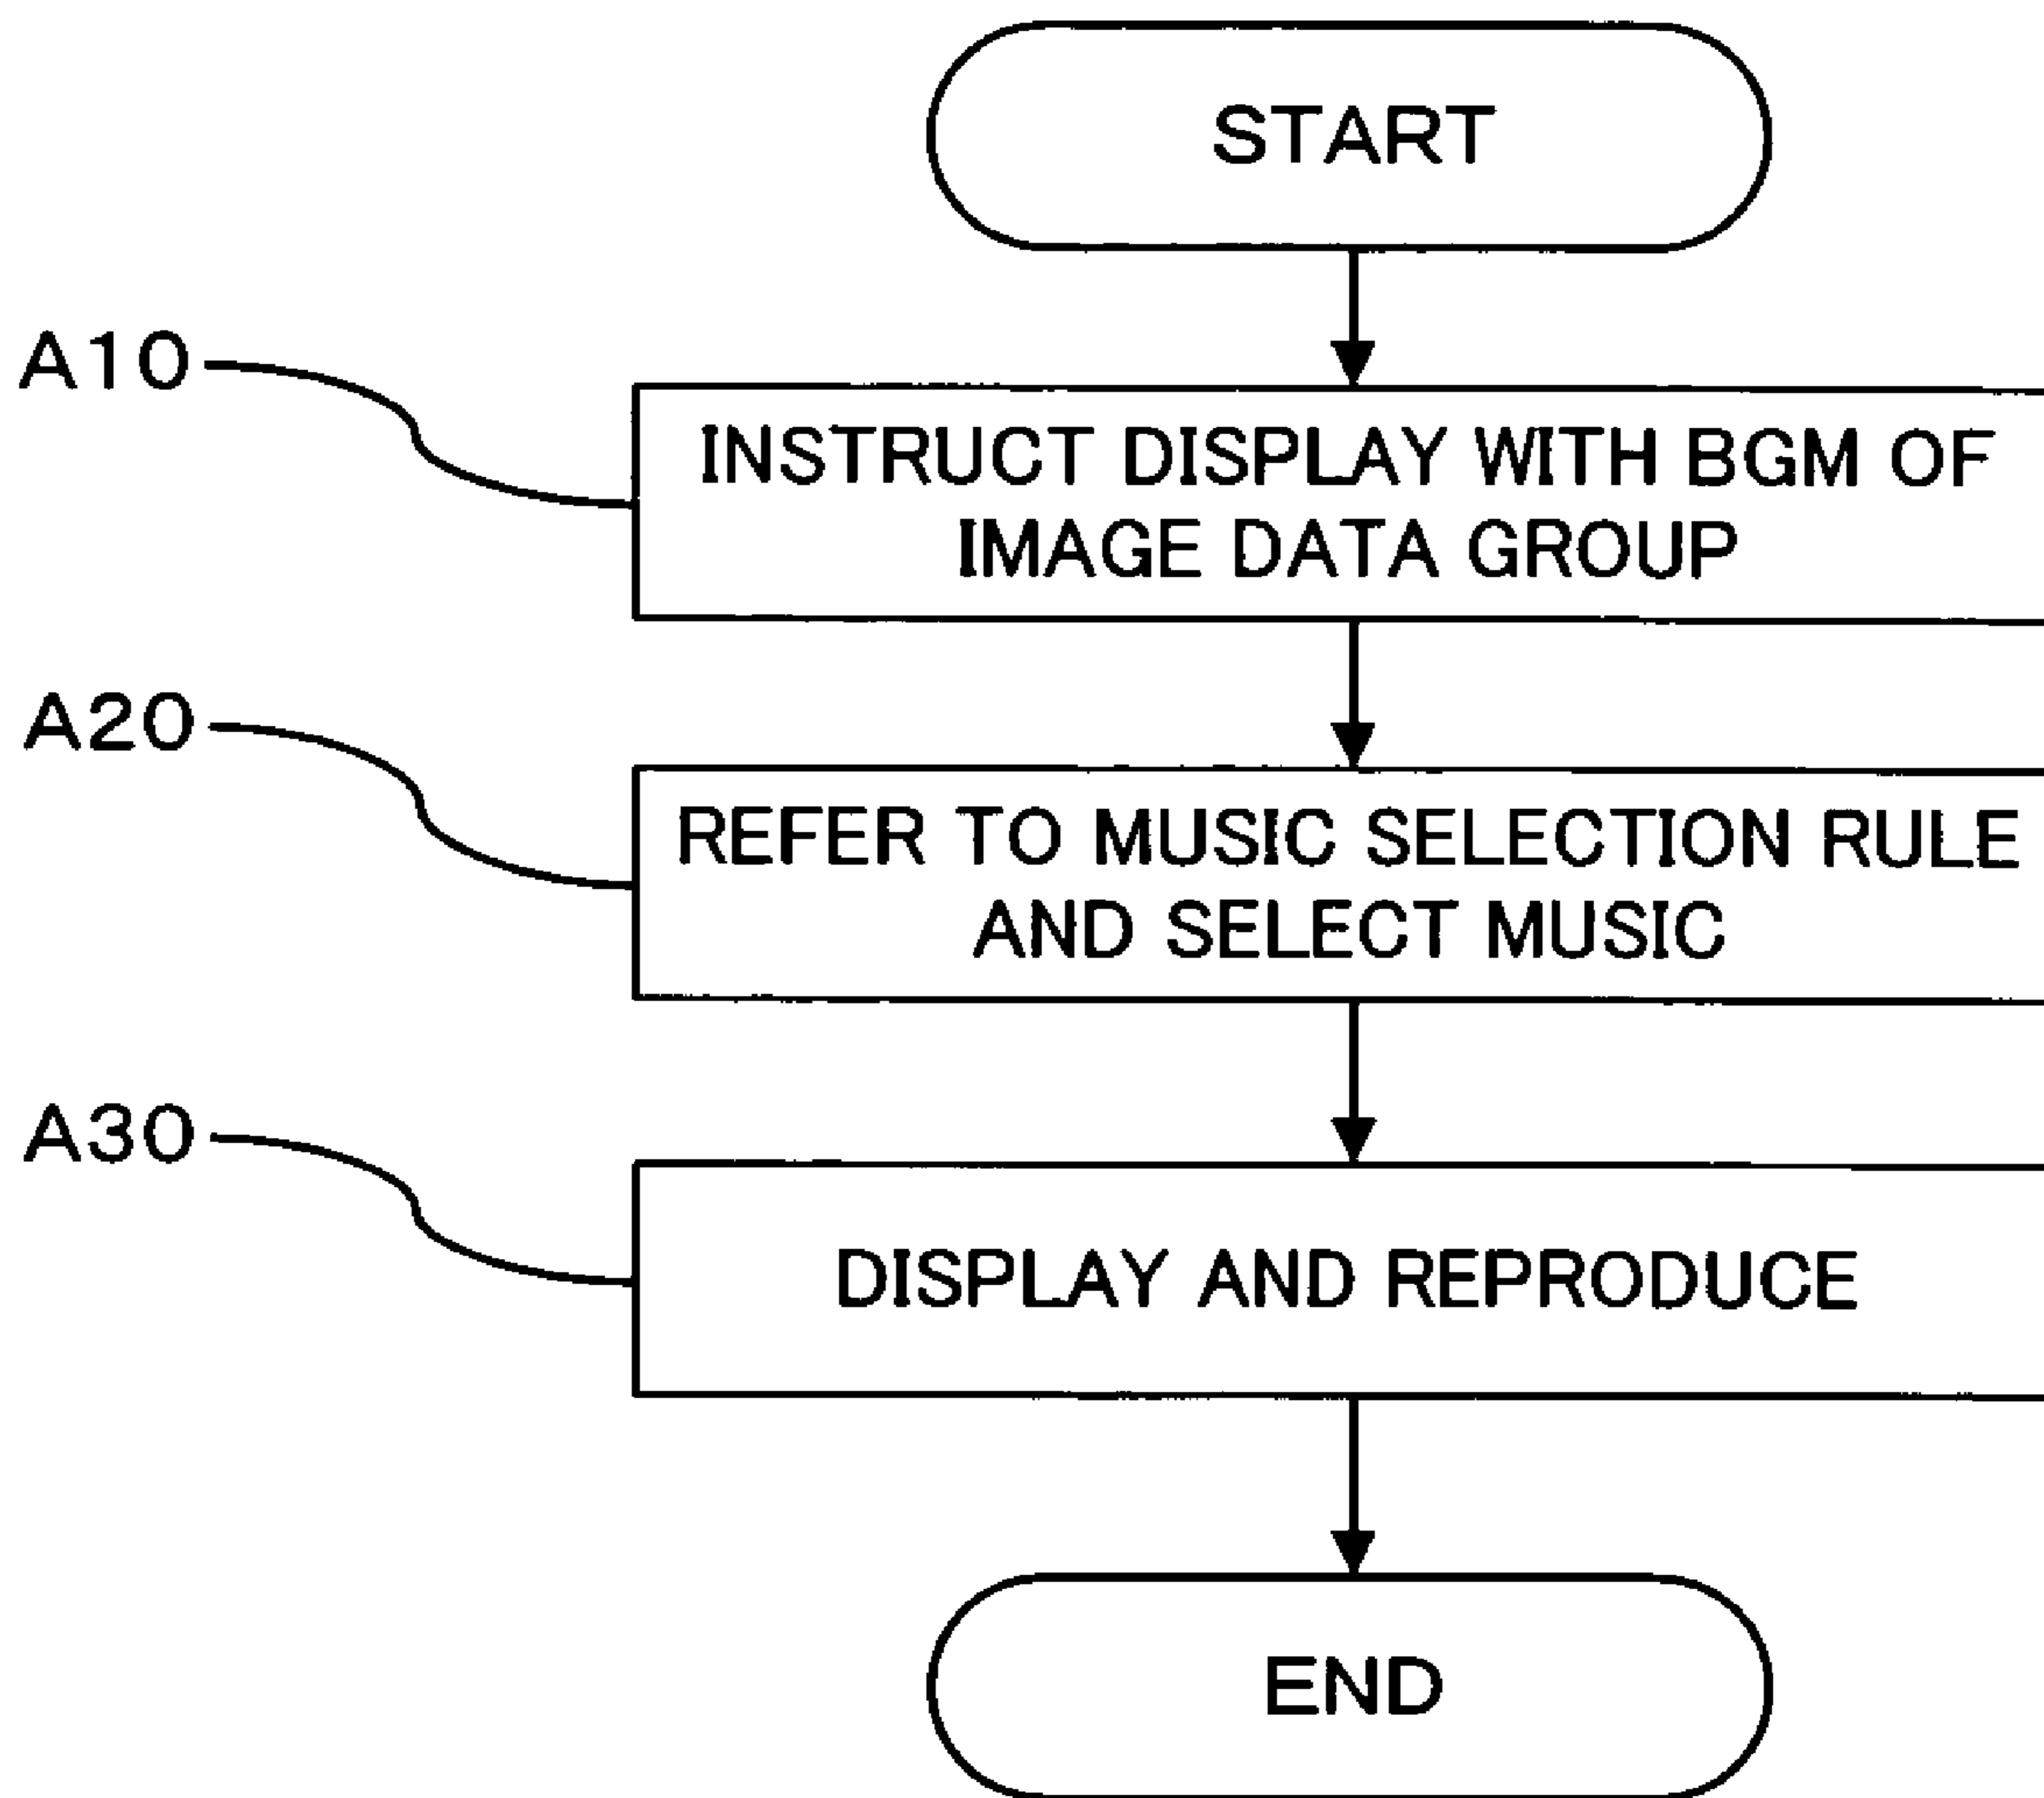 START
A10
INSTRUCT DISPLAY WITH BGM OF
IMAGE DATA GROUP
A20
REFER TO MUSIC SELECTION RULE
AND SELECT MUSIC
A30
DISPLAY AND REPRODUCE
END